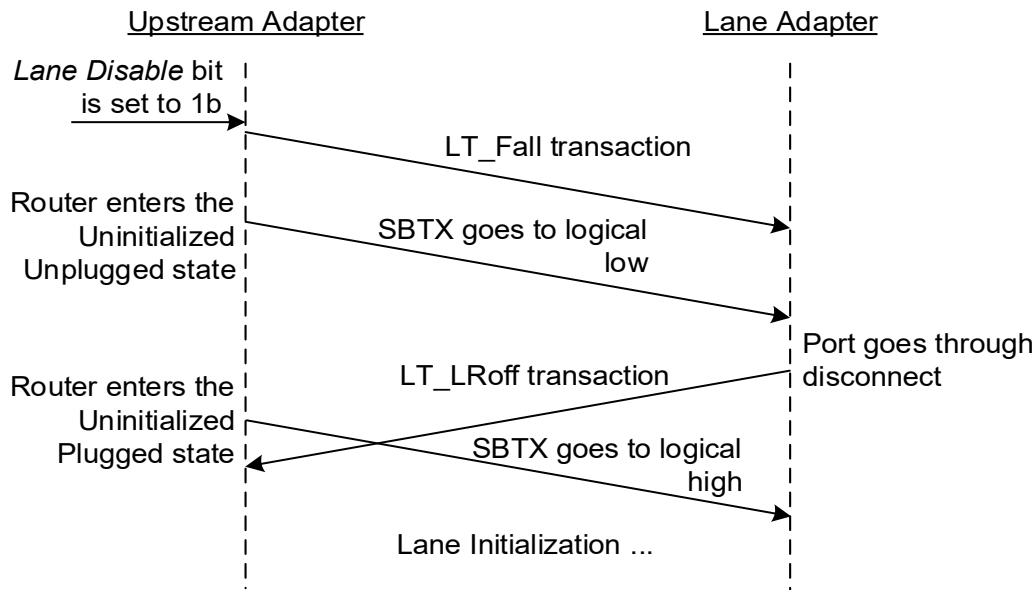 Upstream Adapter
Lane Adapter
Lane Disable bit
is set to 1b
LT_Fall transaction
Router enters the
Uninitialized
Unplugged state
SBTX goes to logical
low
Port goes through
disconnect
LT_LRoff transaction
Router enters the
Uninitialized
Plugged state
SBTX goes to logical
high
Lane Initialization ...